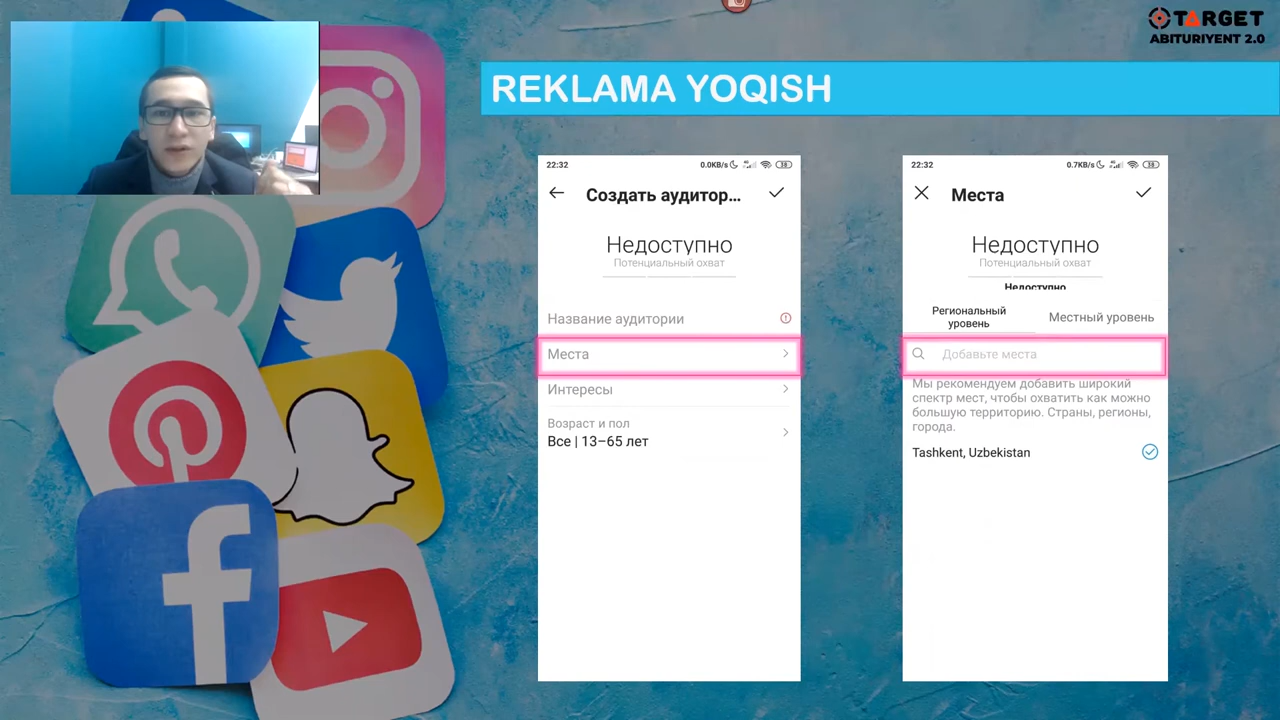 TARGET
ABITURIYENT 2.0
REKLAMA YOQISH
22:32
0.0KB/s
38
Создать аудитор...
Недоступно
Потенциальный охват
Название аудитории
Места
Интересы
Возраст и пол
Все | 13–65 лет
22:32
0.7KB/s
38
Места
Недоступно
Потенциальный охват
Недоступно
Региональный
уровень
Местный уровень
Добавьте места
Мы рекомендуем добавить широкий
спектр мест, чтобы охватить как можно
большую территорию. Страны, регионы,
города.
Tashkent, Uzbekistan